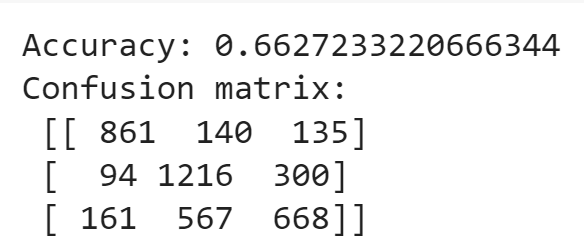 Accuracy: 0.6627233220666344
Confusion matrix:
[[ 861 140 135]
[ 94 1216 300]
[ 161 567 668]]